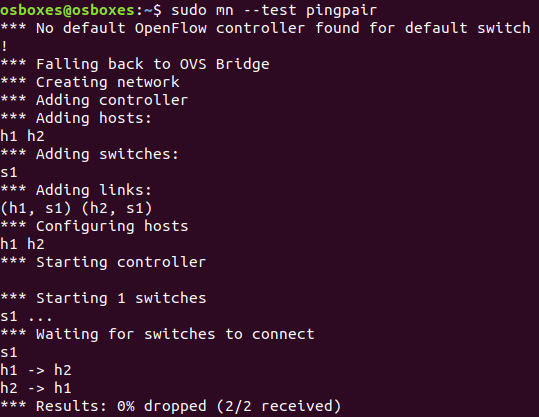 osboxes@osboxes:~$ sudo mn --test pingpair
*** No default OpenFlow controller found for default switch
!
*** Falling back to OVS Bridge
*** Creating network
*** Adding controller
*** Adding hosts:
h1 h2
*** Adding switches:
s1
*** Adding links:
(h1, s1) (h2, s1)
*** Configuring hosts
h1 h2
*** Starting controller

*** Starting 1 switches
s1 ...
*** Waiting for switches to connect
s1
h1 -> h2
h2 -> h1
*** Results: 0% dropped (2/2 received)